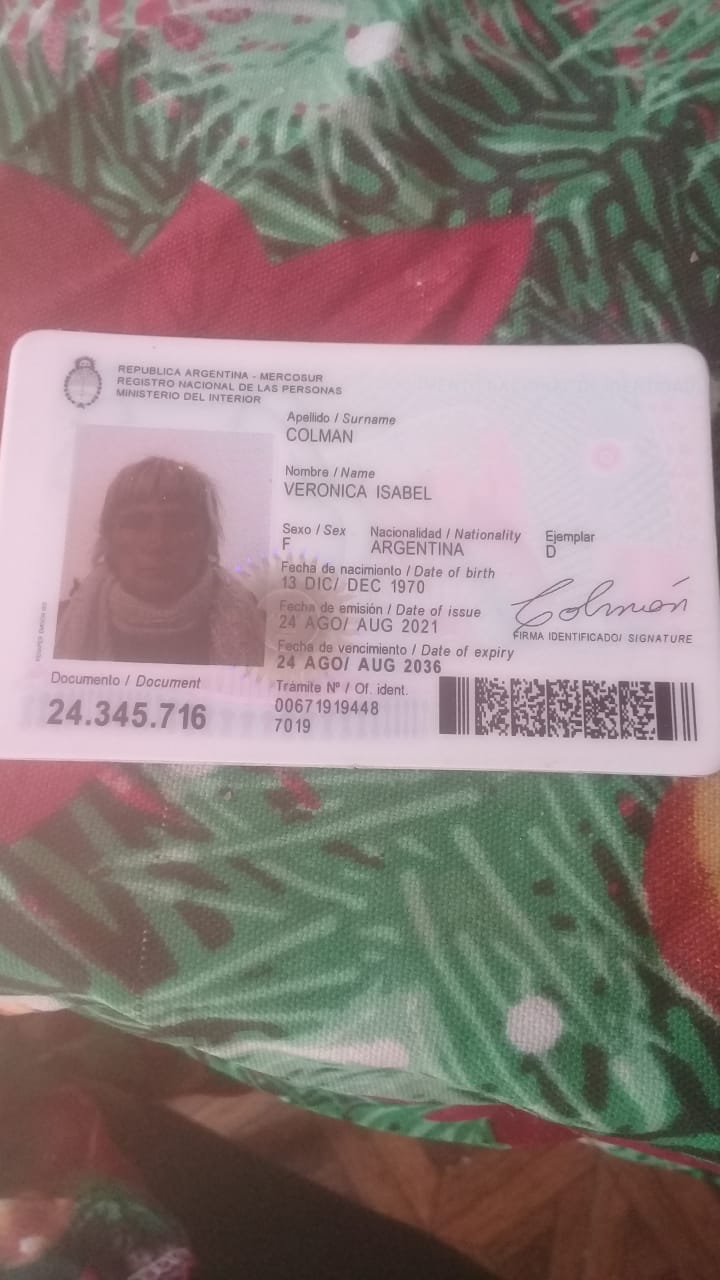 REPUBLICA ARGENTINA - MERCOSUR
REGISTRO NACIONAL DE LAS PERSONAS
MINISTERIO DEL INTERIOR
Apellido / Surname
COLMAN
Nombre / Name
VERONICA ISABEL
Sexo / Sex Nacionalidad / Nationality Ejemplar
F ARGENTINA D
Fecha de nacimiento / Date of birth
13 DIC/ DEC 1970
Fecha de emisión / Date of issue
24 AGO/ AUG 2021
Colmán
FIRMA IDENTIFICADO/ SIGNATURE
Fecha de vencimiento / Date of expiry
24 AGO/ AUG 2036
Documento / Document
24.345.716
Trámite Nº / Of. ident.
00671919448
7019